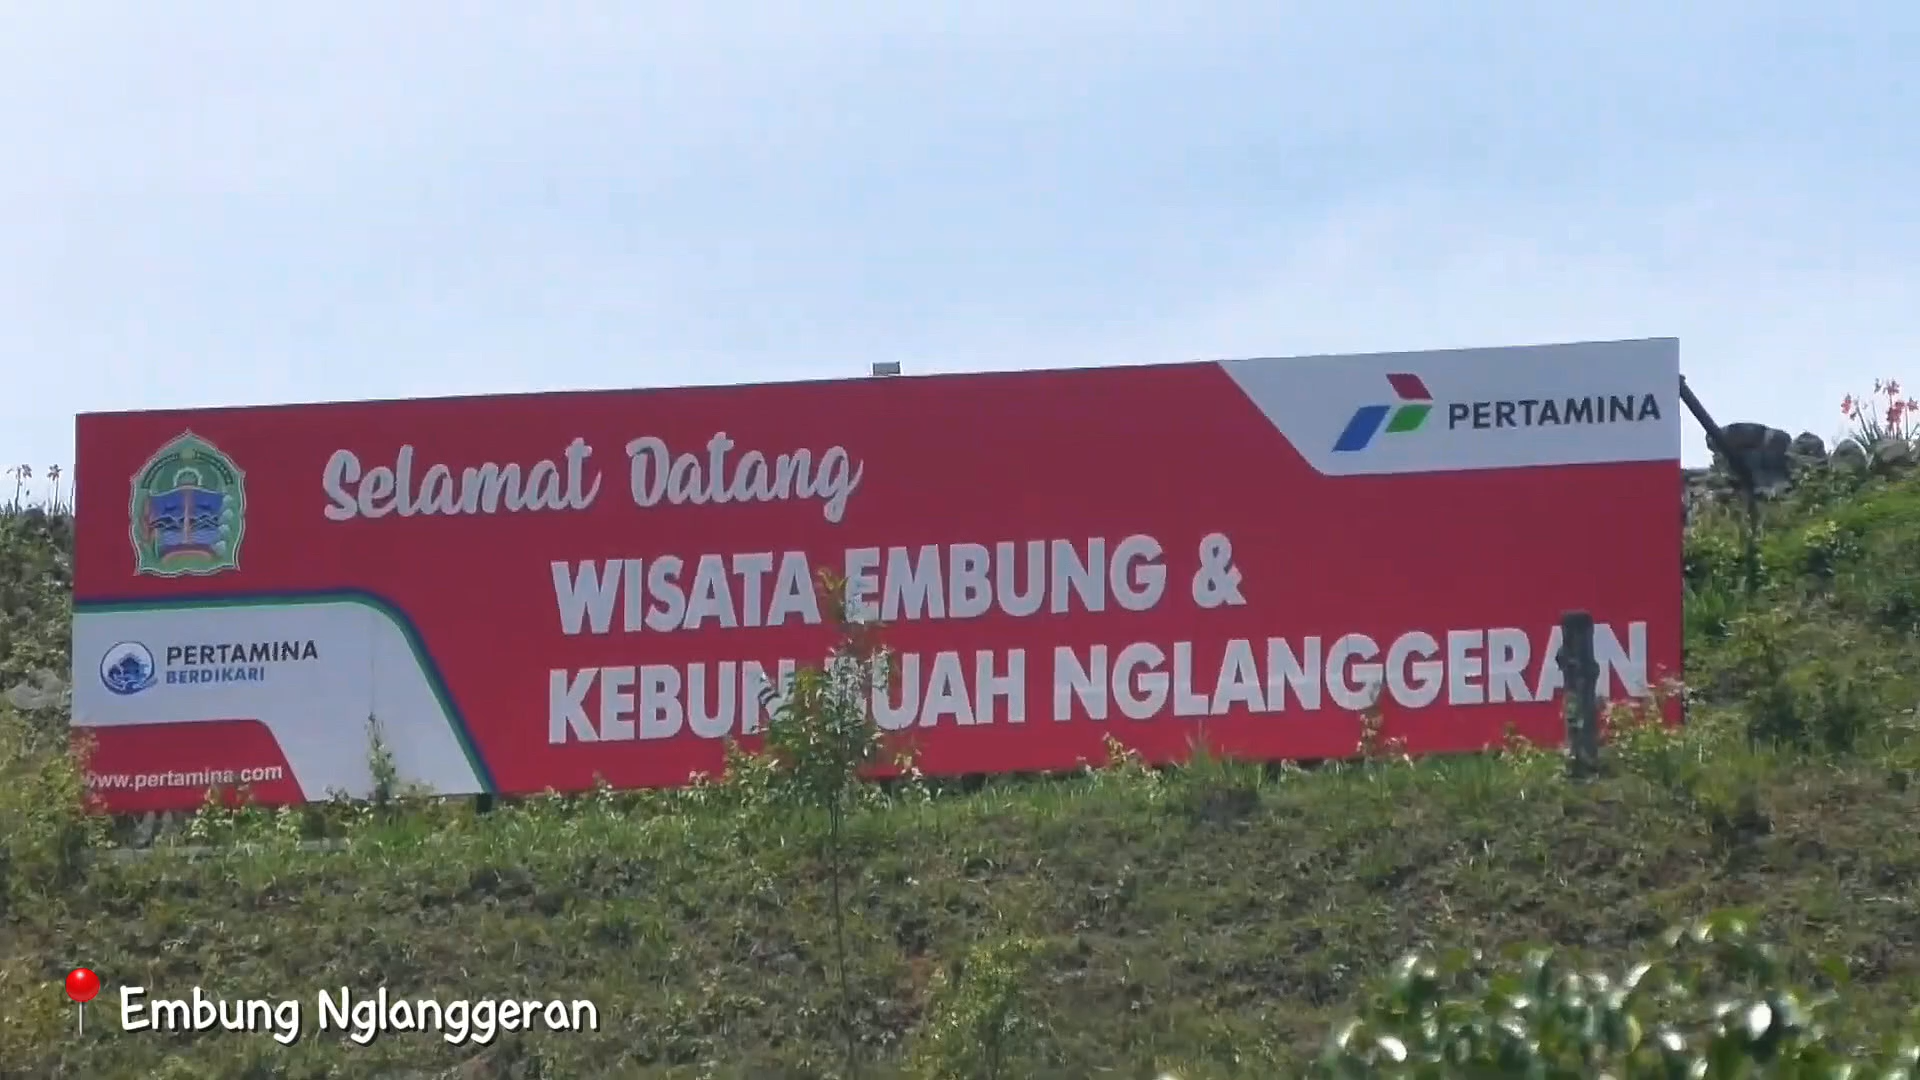 Selamat Datang
PERTAMINA
WISATA EMBUNG &
KEBUN BUAH NGLANGGERAN
PERTAMINA
BERDIKARI
www.pertamina.com
Embung Nglanggeran